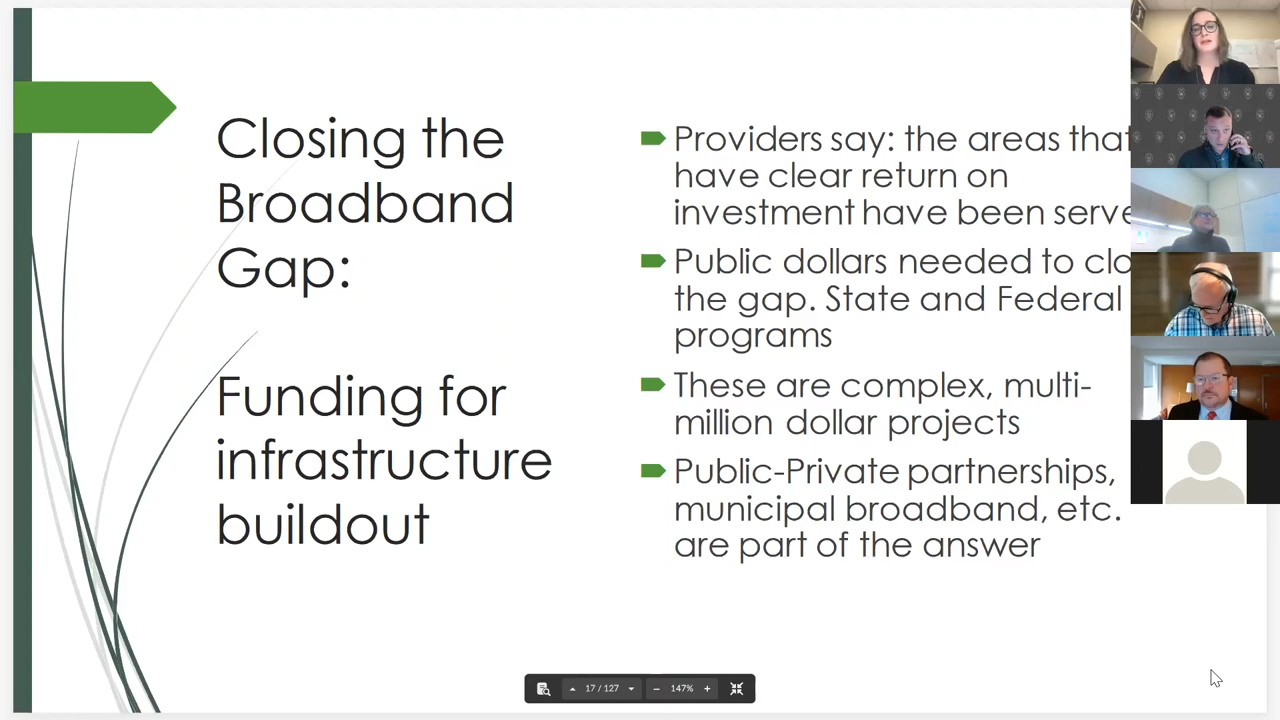 Closing the
Broadband
Gap:
Funding for
infrastructure
buildout
Providers say: the areas that
have clear return on
investment have been serve
Public dollars needed to clo
the gap. State and Federal
programs
These are complex, multi-
million dollar projects
Public-Private partnerships,
municipal broadband, etc.
are part of the answer
17 / 127
147%